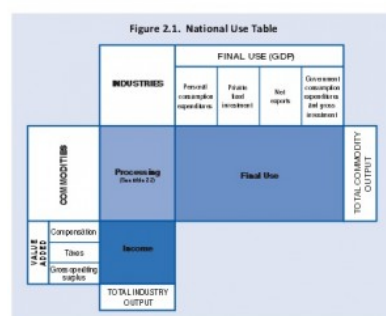 Figure 2.1. National Use Table
FINAL USE (GDP)
INDUSTRIES
Personal
consumption
expenditures
Private
fixed
investment
Net
exports
Government
consumption
expenditures
and gross
investment
COMMODITIES
Processing
Final Use
TOTAL COMMODITY
OUTPUT
VALUE
ADDED
Compensation
Taxes
Gross operating
surplus
Income
TOTAL INDUSTRY
OUTPUT